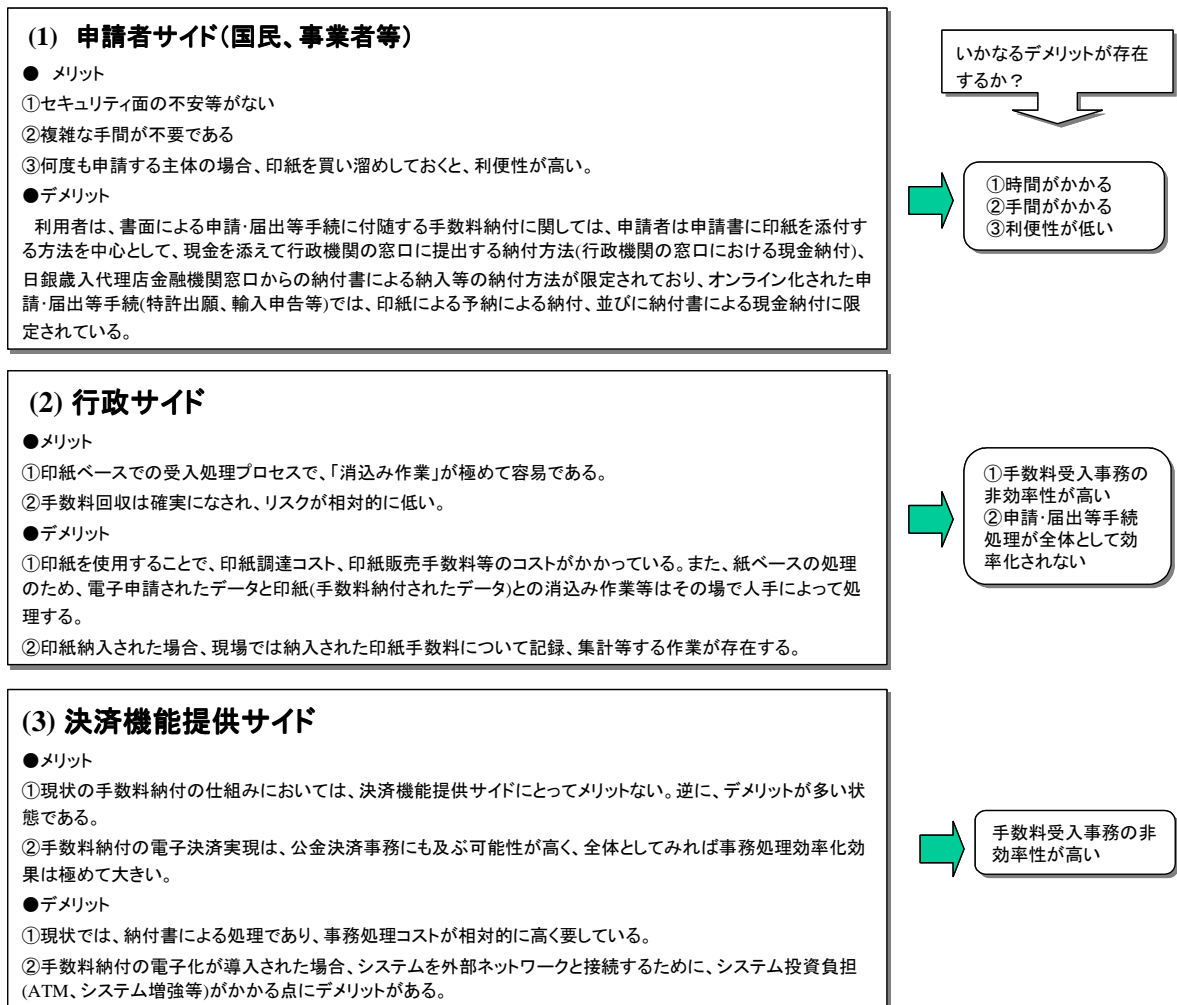 (1) 申請者サイド（国民、事業者等）
● メリット
①セキュリティ面の不安等がない
②複雑な手間が不要である
③何度も申請する主体の場合、印紙を買い溜めしておくと、利便性が高い。
●デメリット
利用者は、書面による申請・届出等手続に付随する手数料納付に関しては、申請者は申請書に印紙を添付す
る方法を中心として、現金を添えて行政機関の窓口に提出する納付方法(行政機関の窓口における現金納付)、
日銀歳入代理店金融機関窓口からの納付書による納入等の納付方法が限定されており、オンライン化された申
請・届出等手続(特許出願、輸入申告等)では、印紙による予納による納付、並びに納付書による現金納付に限
定されている。
いかなるデメリットが存在
するか？
①時間がかかる
②手間がかかる
③利便性が低い
(2) 行政サイド
●メリット
①印紙ベースでの受入処理プロセスで、「消込み作業」が極めて容易である。
②手数料回収は確実になされ、リスクが相対的に低い。
●デメリット
①印紙を使用することで、印紙調達コスト、印紙販売手数料等のコストがかかっている。また、紙ベースの処理
のため、電子申請されたデータと印紙(手数料納付されたデータ)との消込み作業等はその場で人手によって処
理する。
②印紙納入された場合、現場では納入された印紙手数料について記録、集計等する作業が存在する。
①手数料受入事務の
非効率性が高い
②申請・届出等手続
処理が全体として効
率化されない
(3) 決済機能提供サイド
●メリット
①現状の手数料納付の仕組みにおいては、決済機能提供サイドにとってメリットない。逆に、デメリットが多い状
態である。
②手数料納付の電子決済実現は、公金決済事務にも及ぶ可能性が高く、全体としてみれば事務処理効率化効
果は極めて大きい。
●デメリット
①現状では、納付書による処理であり、事務処理コストが相対的に高く要している。
②手数料納付の電子化が導入された場合、システムを外部ネットワークと接続するために、システム投資負担
(ATM、システム増強等)がかかる点にデメリットがある。
手数料受入事務の非
効率性が高い